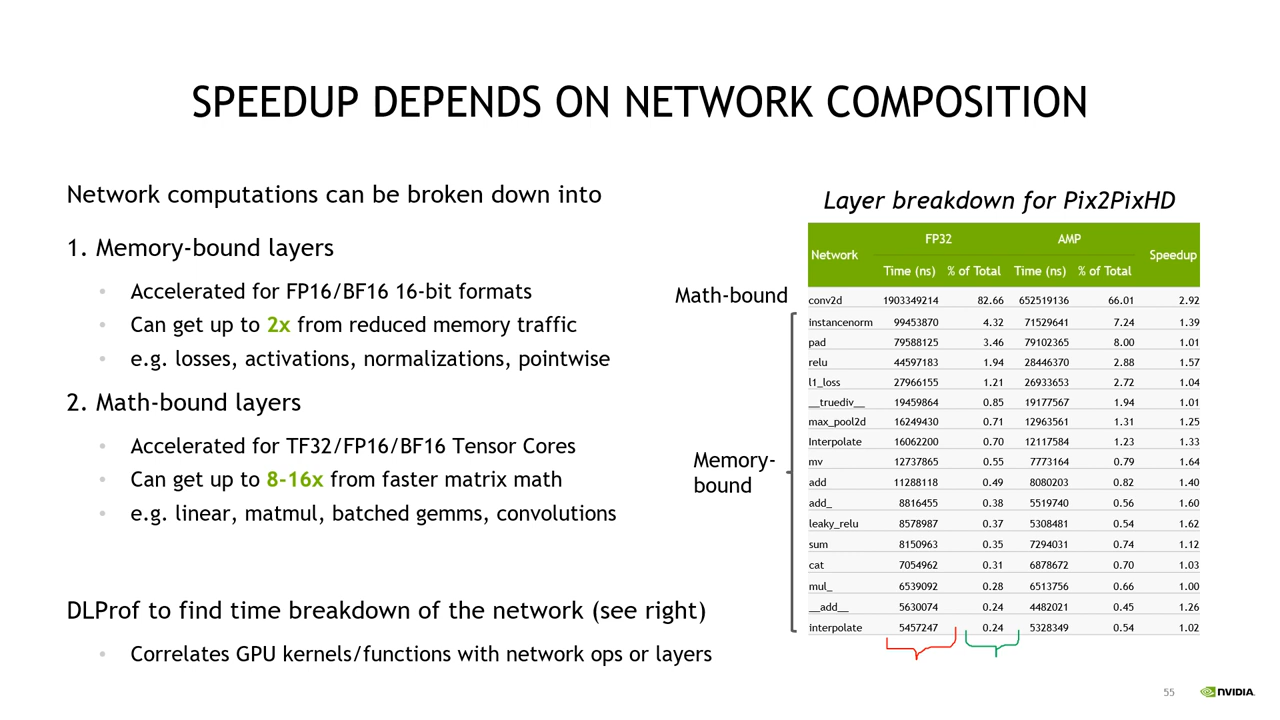 SPEEDUP DEPENDS ON NETWORK COMPOSITION
Network computations can be broken down into
1. Memory-bound layers
• Accelerated for FP16/BF16 16-bit formats
• Can get up to 2x from reduced memory traffic
• e.g. losses, activations, normalizations, pointwise
2. Math-bound layers
• Accelerated for TF32/FP16/BF16 Tensor Cores
• Can get up to 8-16x from faster matrix math
• e.g. linear, matmul, batched gemms, convolutions
DLProf to find time breakdown of the network (see right)
• Correlates GPU kernels/functions with network ops or layers
Layer breakdown for Pix2PixHD
Network FP32 AMP Speedup
Time (ns) % of Total Time (ns) % of Total
Math-bound
conv2d 1903349214 82.66 652519136 66.01 2.92
Memory-
bound
instancenorm 99453870 4.32 71529641 7.24 1.39
pad 79588125 3.46 79102365 8.00 1.01
relu 44597183 1.94 28446370 2.88 1.57
l1_loss 27966155 1.21 26933653 2.72 1.04
__truediv__ 19459864 0.85 19177567 1.94 1.01
max_pool2d 16249430 0.71 12963561 1.31 1.25
Interpolate 16062200 0.70 12117584 1.23 1.33
mv 12737865 0.55 7773164 0.79 1.64
add 11288118 0.49 8080203 0.82 1.40
add_ 8816455 0.38 5519740 0.56 1.60
leaky_relu 8578987 0.37 5308481 0.54 1.62
sum 8150963 0.35 7294031 0.74 1.12
cat 7054962 0.31 6878672 0.70 1.03
mul_ 6539092 0.28 6513756 0.66 1.00
__add__ 5630074 0.24 4482021 0.45 1.26
interpolate 5457247 0.24 5328349 0.54 1.02
55
NVIDIA.